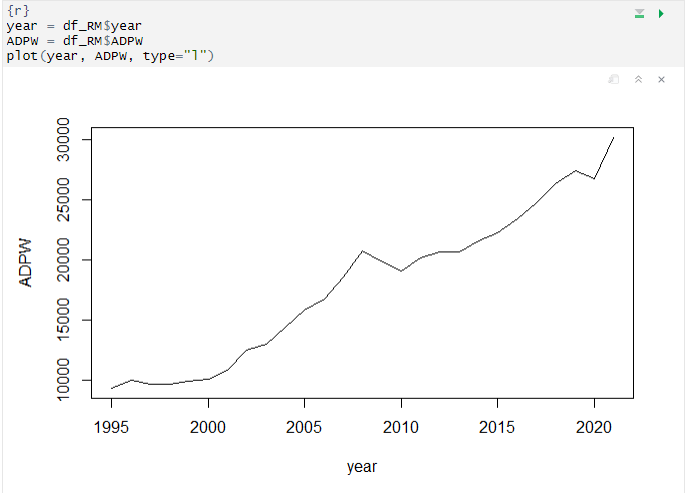 {r}
year = df_RM$year
ADPW = df_RM$ADPW
plot(year, ADPW, type="l")
30000
25000
20000
15000
10000
ADPW
1995 2000 2005 2010 2015 2020
year